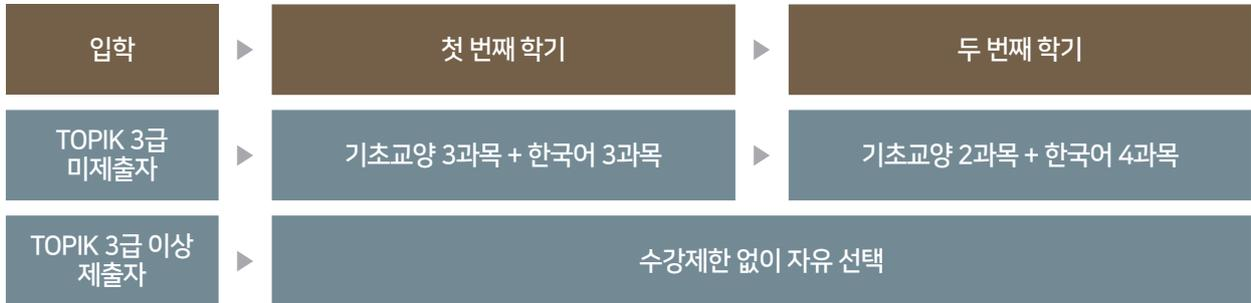 입학
첫 번째 학기
두 번째 학기
TOPIK 3급
미제출자
기초교양 3과목 + 한국어 3과목
기초교양 2과목 + 한국어 4과목
TOPIK 3급 이상
제출자
수강제한 없이 자유 선택